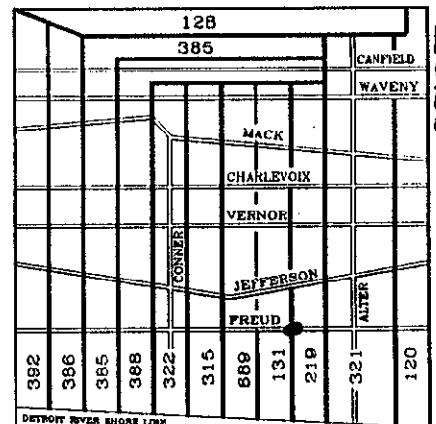 128
385
CANFIELD
WAVENY
MACK
CHARLEVOIX
VERNOR
CONNER
JEFFERSON
ALTER
FREUD
392
386
385
388
322
315
689
131
219
321
120
DETROIT RIVER SHORE LINE